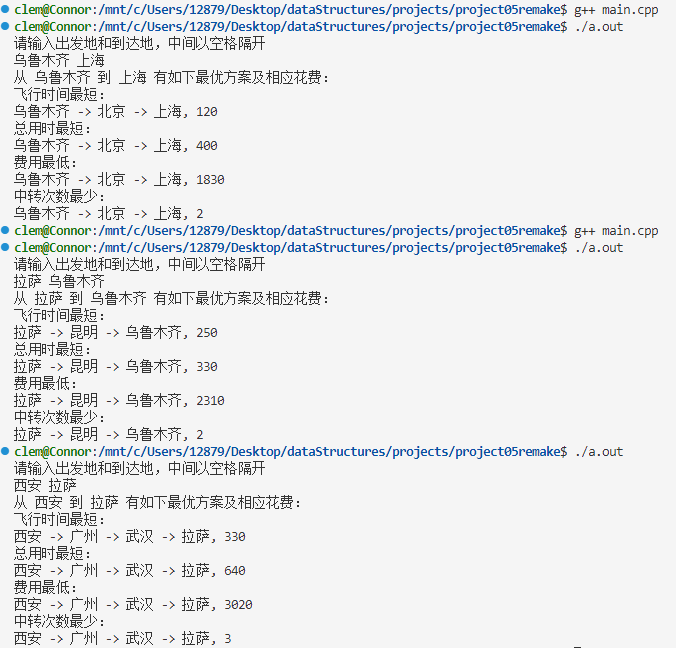 clem@Connor:/mnt/c/Users/12879/Desktop/dataStructures/projects/project05remake$ g++ main.cpp
clem@Connor:/mnt/c/Users/12879/Desktop/dataStructures/projects/project05remake$ ./a.out
请输入出发地和到达地，中间以空格隔开
乌鲁木齐 上海
从 乌鲁木齐 到 上海 有如下最优方案及相应花费：
飞行时间最短：
乌鲁木齐 -> 北京 -> 上海, 120
总用时最短：
乌鲁木齐 -> 北京 -> 上海, 400
费用最低：
乌鲁木齐 -> 北京 -> 上海, 1830
中转次数最少：
乌鲁木齐 -> 北京 -> 上海, 2
clem@Connor:/mnt/c/Users/12879/Desktop/dataStructures/projects/project05remake$ g++ main.cpp
clem@Connor:/mnt/c/Users/12879/Desktop/dataStructures/projects/project05remake$ ./a.out
请输入出发地和到达地，中间以空格隔开
拉萨 乌鲁木齐
从 拉萨 到 乌鲁木齐 有如下最优方案及相应花费：
飞行时间最短：
拉萨 -> 昆明 -> 乌鲁木齐, 250
总用时最短：
拉萨 -> 昆明 -> 乌鲁木齐, 330
费用最低：
拉萨 -> 昆明 -> 乌鲁木齐, 2310
中转次数最少：
拉萨 -> 昆明 -> 乌鲁木齐, 2
clem@Connor:/mnt/c/Users/12879/Desktop/dataStructures/projects/project05remake$ ./a.out
请输入出发地和到达地，中间以空格隔开
西安 拉萨
从 西安 到 拉萨 有如下最优方案及相应花费：
飞行时间最短：
西安 -> 广州 -> 武汉 -> 拉萨, 330
总用时最短：
西安 -> 广州 -> 武汉 -> 拉萨, 640
费用最低：
西安 -> 广州 -> 武汉 -> 拉萨, 3020
中转次数最少：
西安 -> 广州 -> 武汉 -> 拉萨, 3